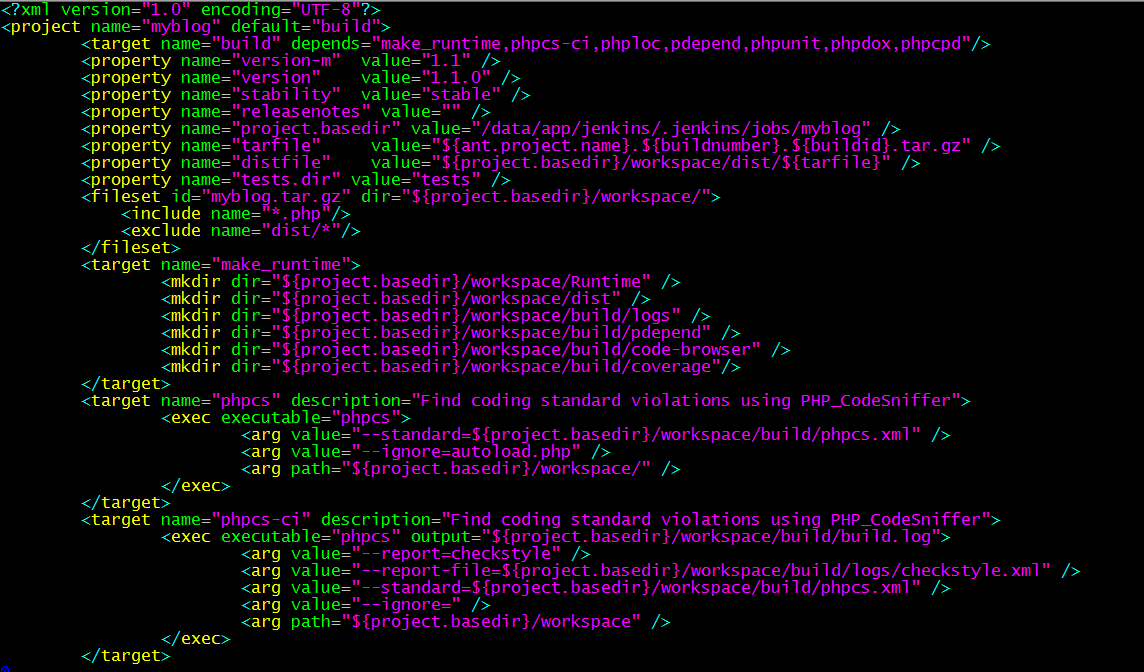 <?xml version="1.0" encoding="UTF-8"?>
<project name="myblog" default="build">
        <target name="build" depends="make_runtime,phpcs-ci,phploc,pdepend,phpunit,phpdox,phpcpd"/>
        <property name="version-m"  value="1.1" />
        <property name="version"    value="1.1.0" />
        <property name="stability"  value="stable" />
        <property name="releasenotes" value="" />
        <property name="project.basedir" value="/data/app/jenkins/.jenkins/jobs/myblog" />
        <property name="tarfile"     value="${ant.project.name}.${buildnumber}.${buildid}.tar.gz" />
        <property name="distfile"    value="${project.basedir}/workspace/dist/${tarfile}" />
        <property name="tests.dir" value="tests" />
        <fileset id="myblog.tar.gz" dir="${project.basedir}/workspace/">
            <include name="*.php"/>
            <exclude name="dist/*"/>
        </fileset>
        <target name="make_runtime">
                <mkdir dir="${project.basedir}/workspace/Runtime" />
                <mkdir dir="${project.basedir}/workspace/dist" />
                <mkdir dir="${project.basedir}/workspace/build/logs" />
                <mkdir dir="${project.basedir}/workspace/build/pdepend" />
                <mkdir dir="${project.basedir}/workspace/build/code-browser" />
                <mkdir dir="${project.basedir}/workspace/build/coverage"/>
        </target>
        <target name="phpcs" description="Find coding standard violations using PHP_CodeSniffer">
                <exec executable="phpcs">
                        <arg value="--standard=${project.basedir}/workspace/build/phpcs.xml" />
                        <arg value="--ignore=autoload.php" />
                        <arg path="${project.basedir}/workspace/" />
                </exec>
        </target>
        <target name="phpcs-ci" description="Find coding standard violations using PHP_CodeSniffer">
                <exec executable="phpcs" output="${project.basedir}/workspace/build/build.log">
                        <arg value="--report=checkstyle" />
                        <arg value="--report-file=${project.basedir}/workspace/build/logs/checkstyle.xml" />
                        <arg value="--standard=${project.basedir}/workspace/build/phpcs.xml" />
                        <arg value="--ignore=" />
                        <arg path="${project.basedir}/workspace" />
                </exec>
        </target>